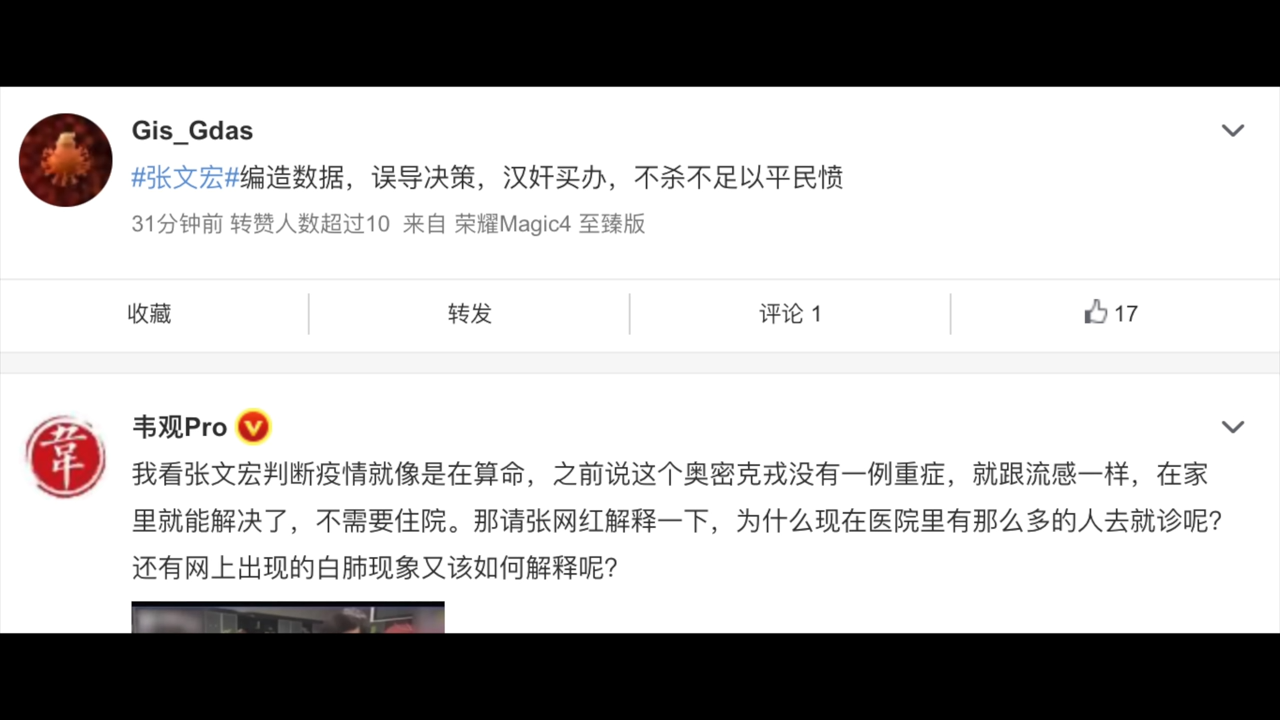 Gis_Gdas
#张文宏#编造数据，误导决策，汉奸买办，不杀不足以平民愤
31分钟前 转赞人数超过10 来自 荣耀Magic4 至臻版
收藏 转发 评论 1 17
韋
韦观Pro V
我看张文宏判断疫情就像是在算命，之前说这个奥密克戎没有一例重症，就跟流感一样，在家
里就能解决了，不需要住院。那请张网红解释一下，为什么现在医院里有那么多的人去就诊呢？
还有网上出现的白肺现象又该如何解释呢？